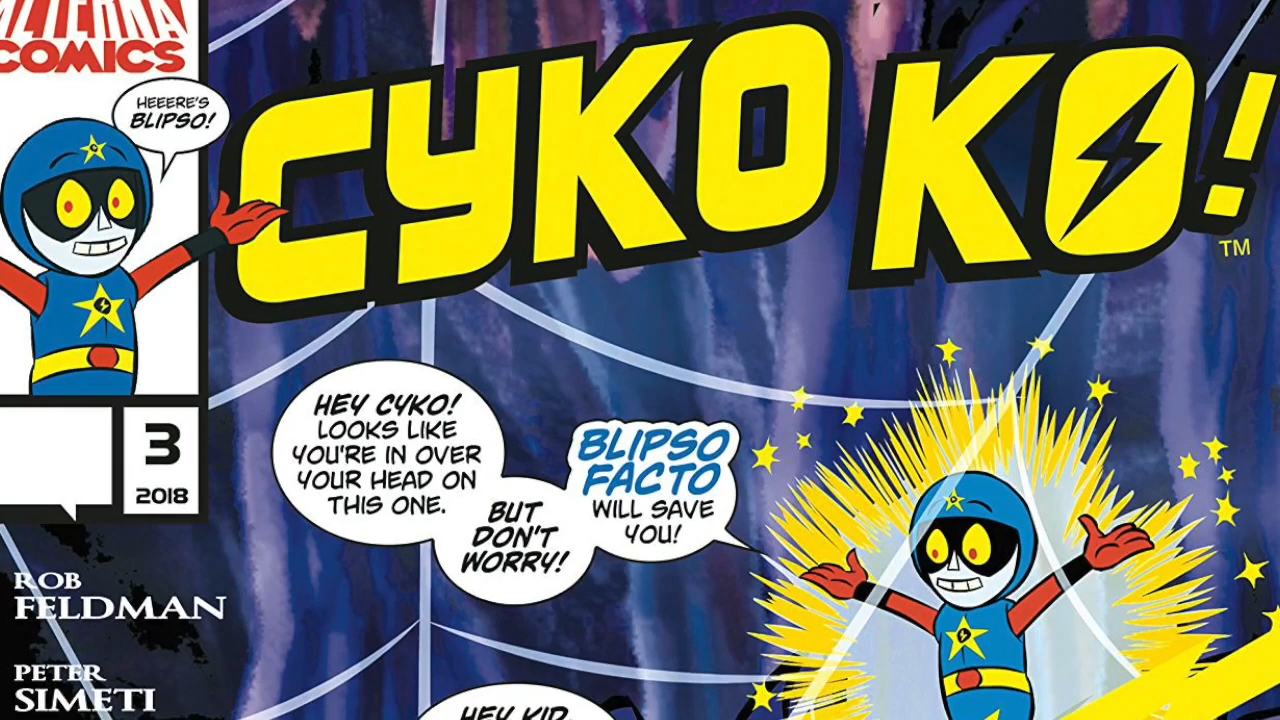 ALTERNA
COMICS
HEEERE'S
BLIPSO!
CYKO KO!
TM
HEY CYKO!
LOOKS LIKE
YOU'RE IN OVER
YOUR HEAD ON
THIS ONE.
BUT
DON'T
WORRY!
BLIPSO
FACTO
WILL SAVE
YOU!
3
2018
ROB
FELDMAN
PETER
SIMETI
HEY KID,